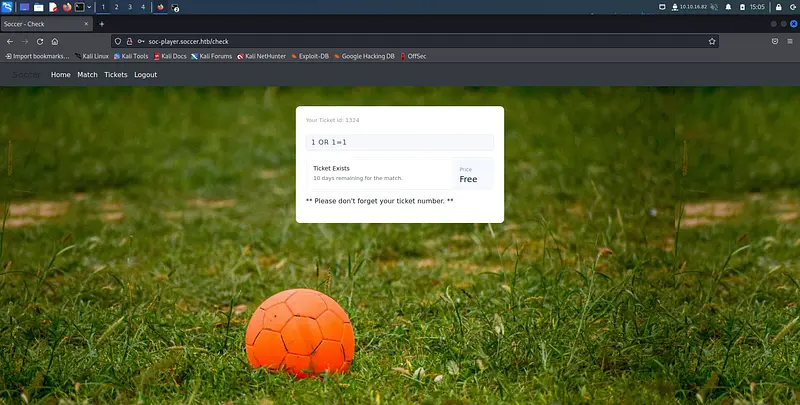 1 2 3 4 10.10.16.82 15:05
Soccer - Check
soc-player.soccer.htb/check
Import bookmarks... Kali Linux Kali Tools Kali Docs Kali Forums Kali NetHunter Exploit-DB Google Hacking DB OffSec
Soccer Home Match Tickets Logout
Your Ticket Id: 1324
1 OR 1=1
Ticket Exists Price
10 days remaining for the match. Free
** Please don't forget your ticket number. **